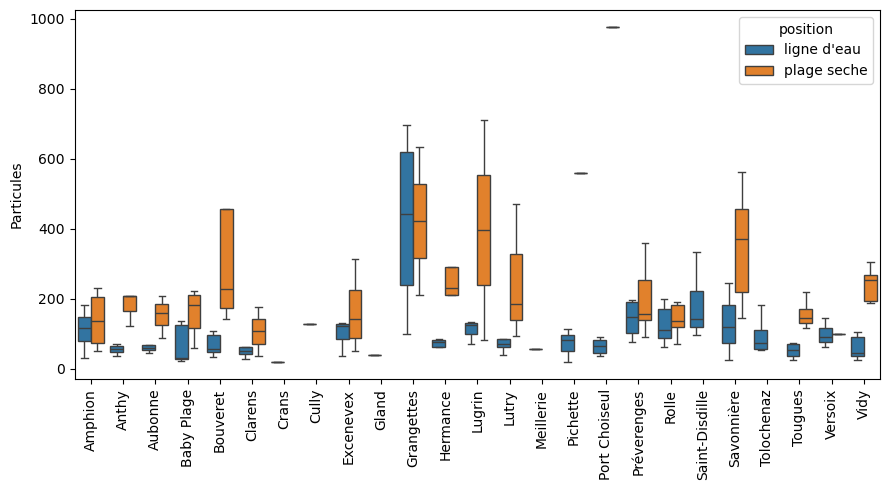 position
ligne d'eau
plage seche
Particules
1000
800
600
400
200
0
Amphion
Anthy
Aubonne
Baby Plage
Bouveret
Clarens
Crans
Cully
Excenevex
Gland
Grangettes
Hermance
Lugrin
Lutry
Meillerie
Pichette
Port Choiseul
Préverenges
Rolle
Saint-Disdille
Savonnière
Tolochenaz
Tougues
Versoix
Vidy